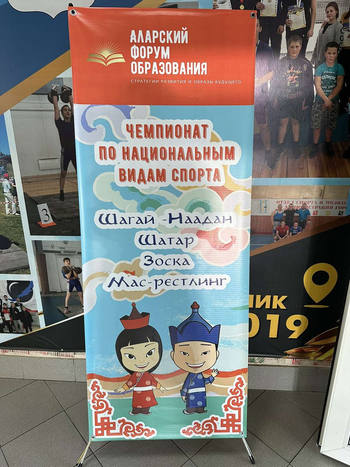 АЛАРСКИЙ
ФОРУМ
ОБРАЗОВАНИЯ
СТРАТЕГИИ РАЗВИТИЯ И ОБРАЗЫ БУДУЩЕГО
ЧЕМПИОНАТ
ПО НАЦИОНАЛЬНЫМ
ВИДАМ СПОРТА
Шагай -Наадан
Шатар
Зоска
Мас-рестлинг
НИК
2019
3